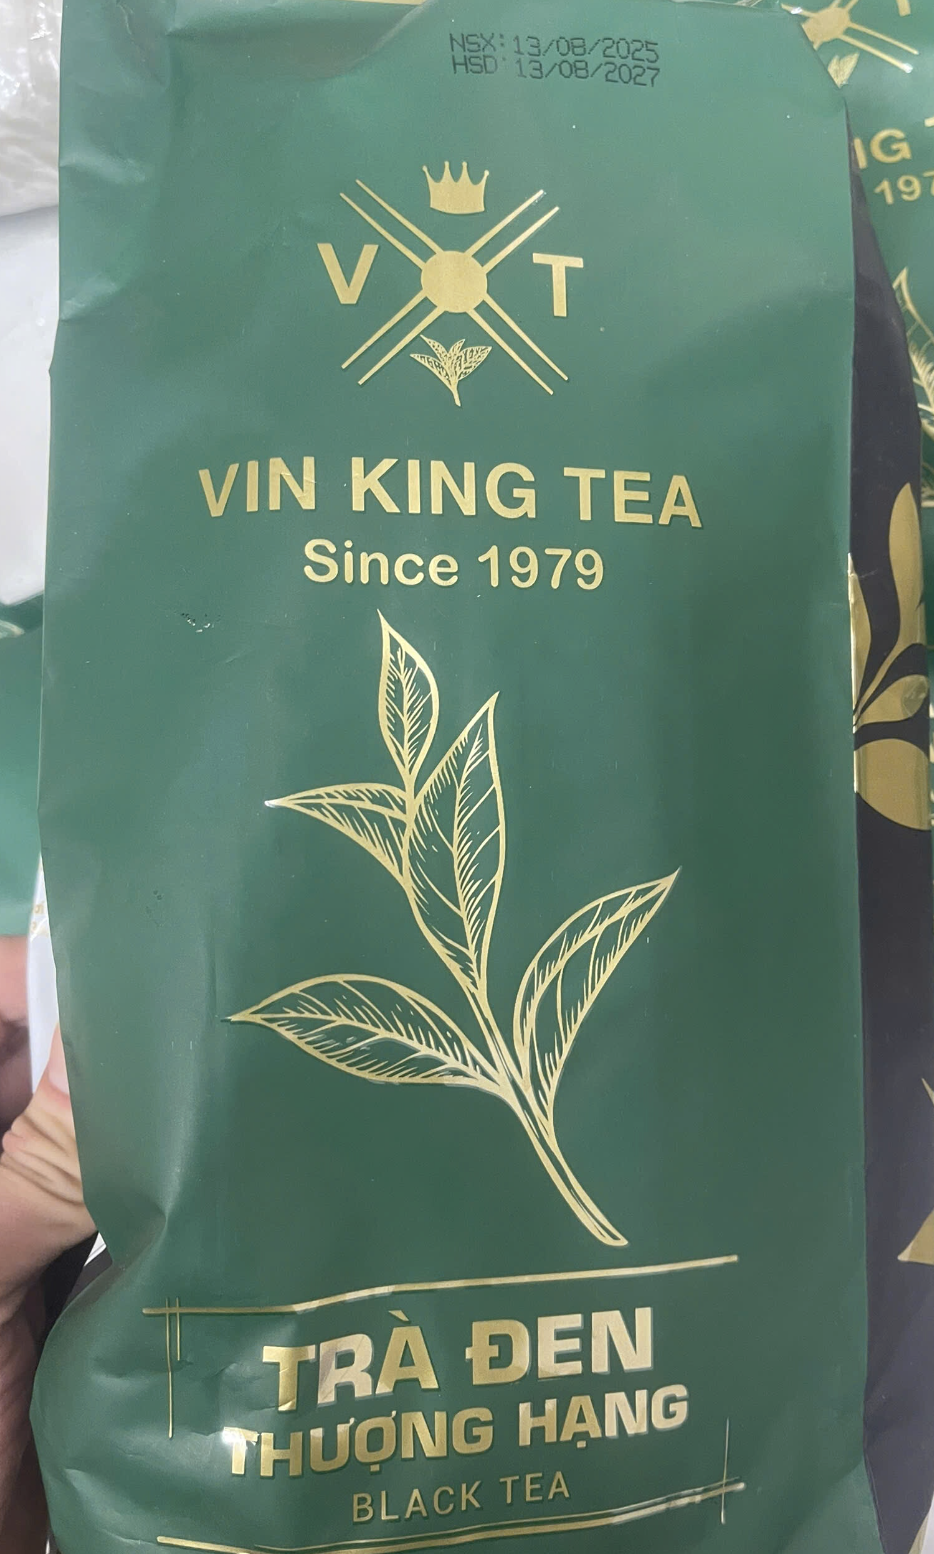 NSX: 13/08/2025
HSD: 13/08/2027
V T
VIN KING TEA
Since 1979
TRÀ ĐEN
THƯỢNG HẠNG
BLACK TEA
T
197